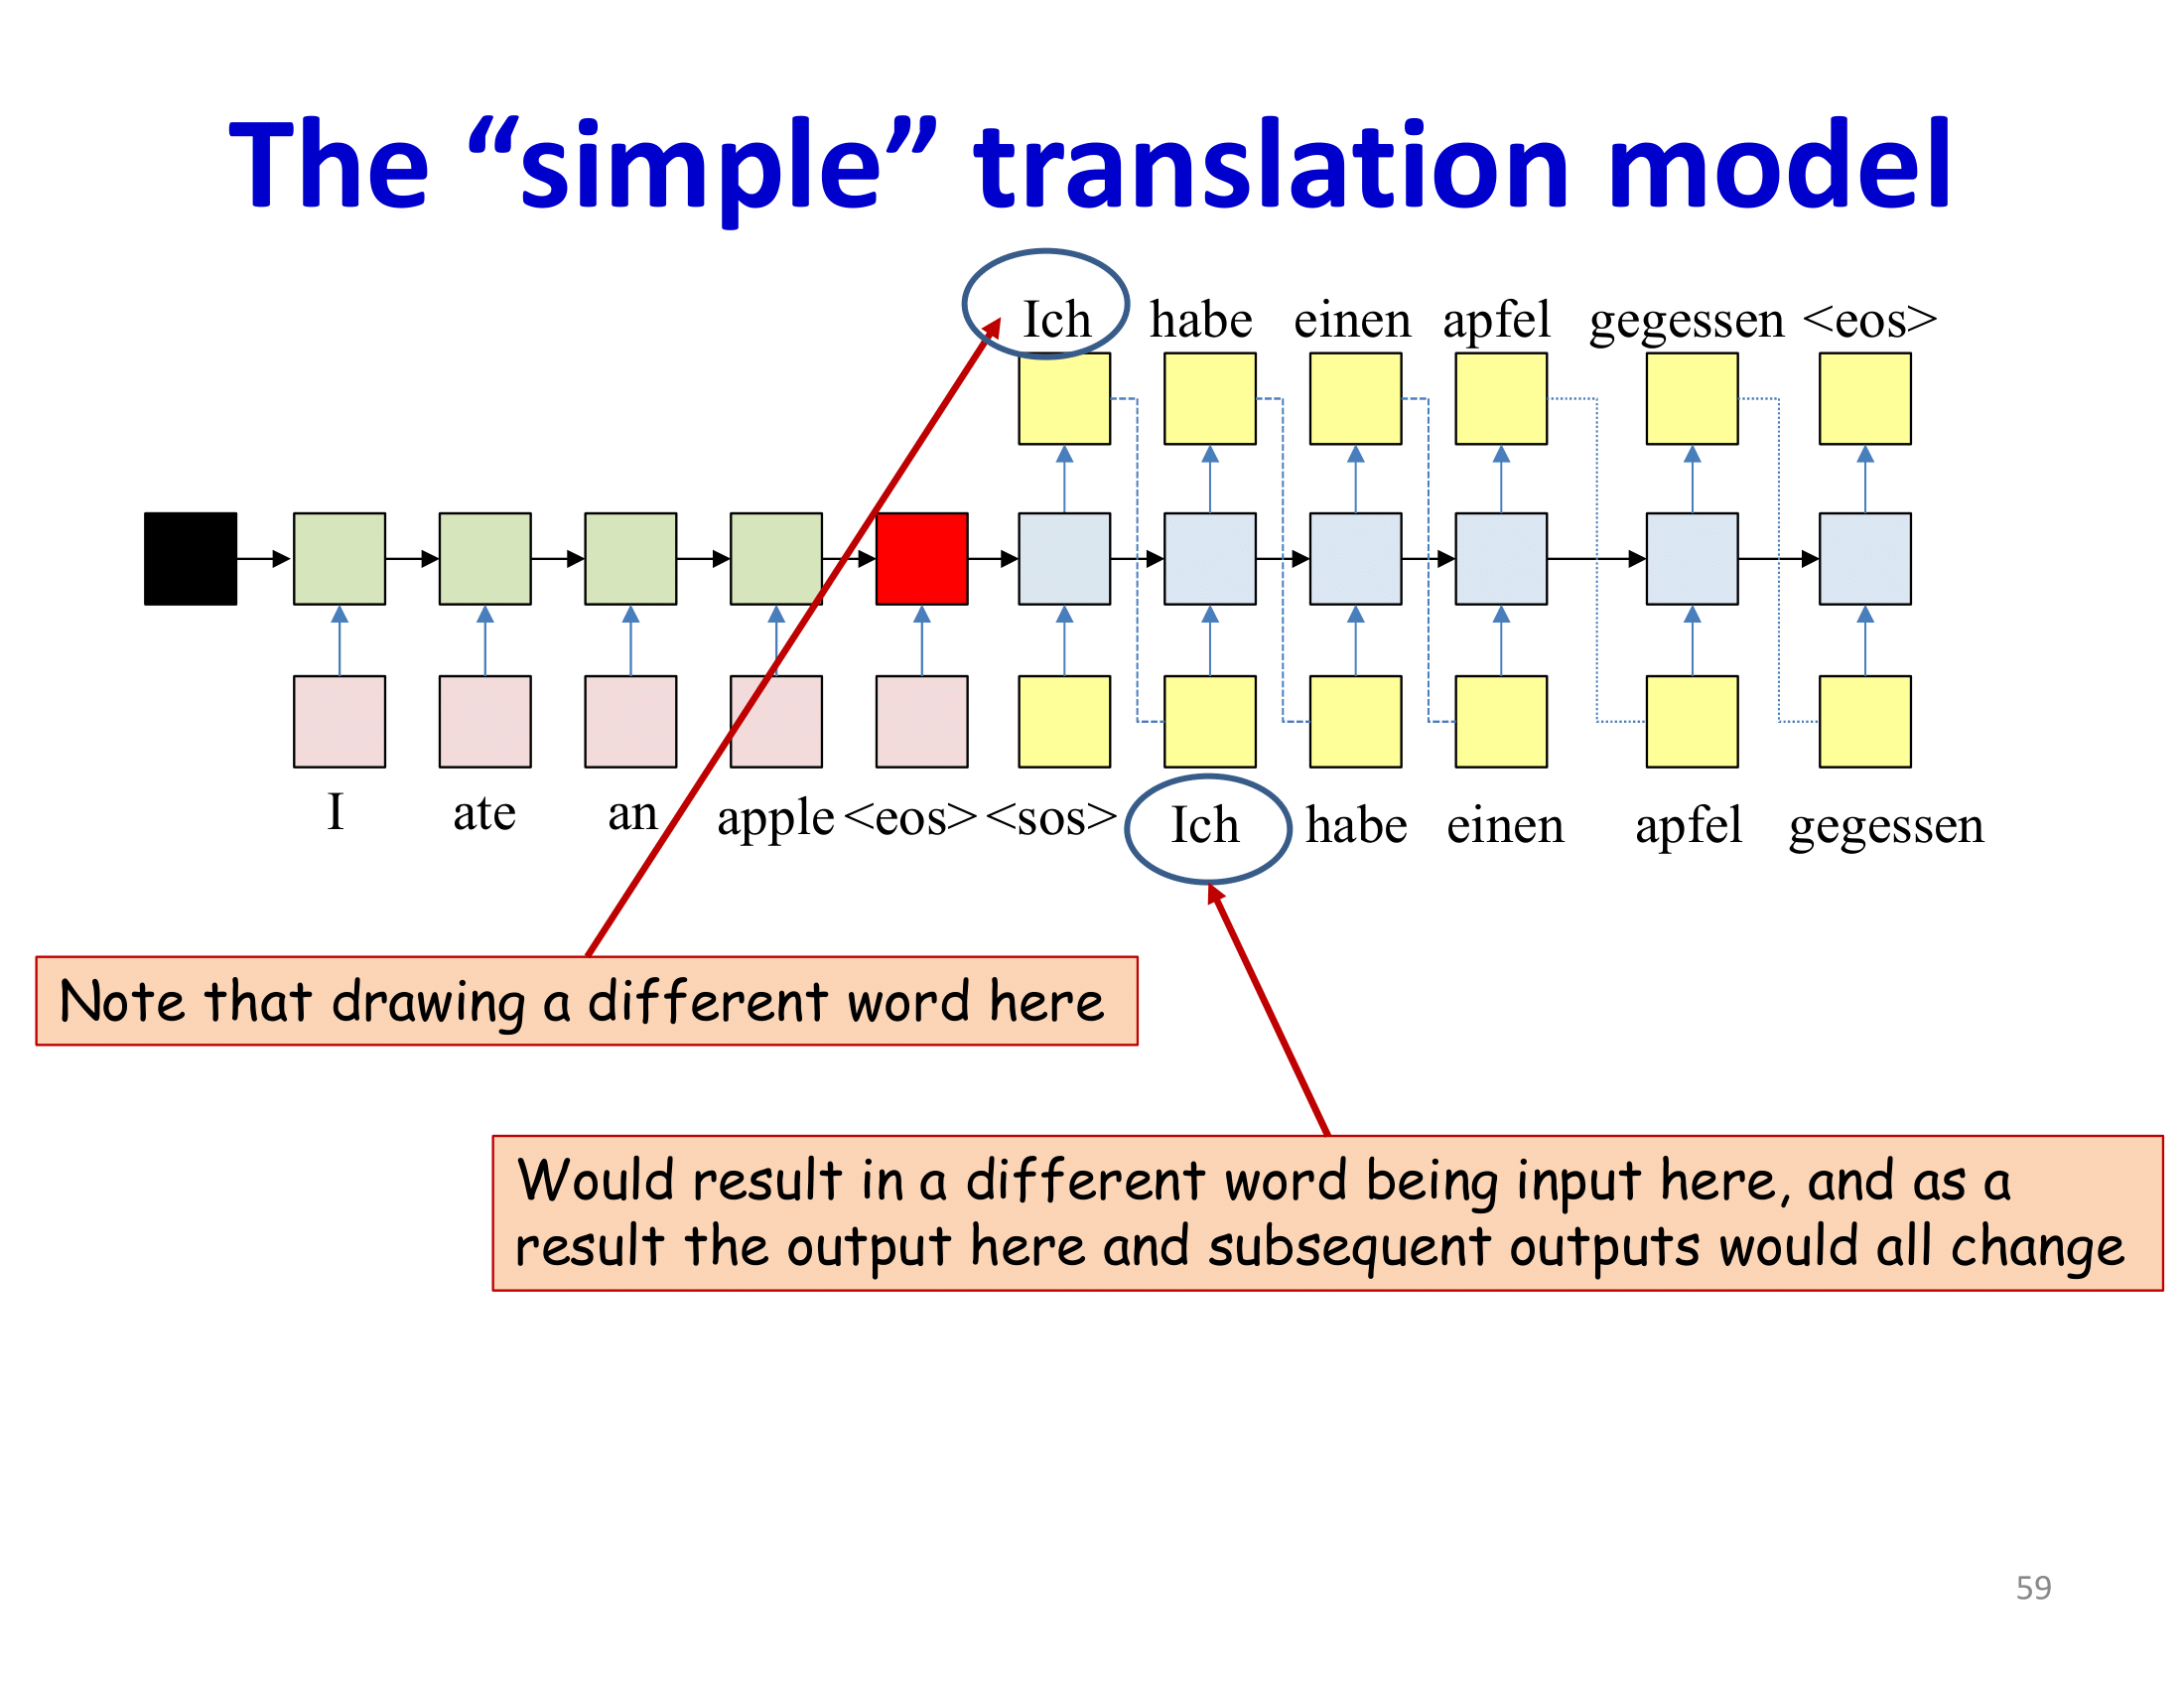 The “simple” translation model
Ich habe einen apfel gegessen <eos>
I ate an apple <eos> <sos> Ich habe einen apfel gegessen
Note that drawing a different word here
Would result in a different word being input here, and as a
result the output here and subsequent outputs would all change
59